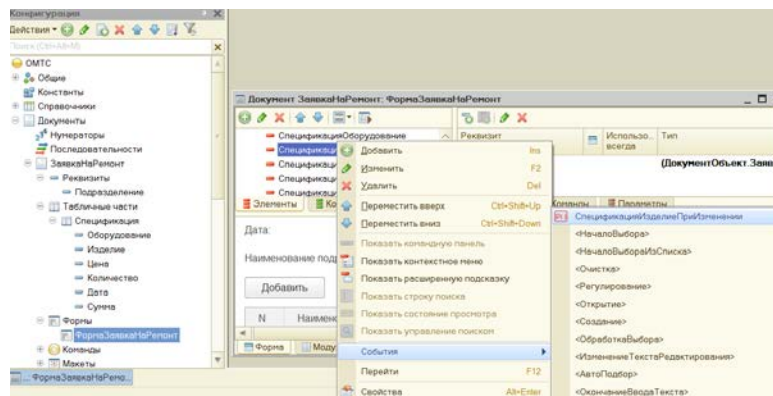 Конфигурация
Действия
Поиск (Ctrl+Alt+M)
ОМТС
Общие
Константы
Справочники
Документы
Нумераторы
Последовательности
ЗаявкаНаРемонт
Реквизиты
Подразделение
Табличные части
Спецификация
Оборудование
Изделие
Цена
Количество
Дата
Сумма
Формы
ФормаЗаявкаНаРемонт
Команды
Макеты
... ФормаЗаявкаНаРемо...
Документ ЗаявкаНаРемонт: ФормаЗаявкаНаРемонт
СпецификацияОборудование
Элементы
Дата:
Добавить
N
Форма
Реквизит
Использо... всегда
Тип
(ДокументОбъект.Заяв
Команды
Параметры
Добавить Ins
Изменить F2
Удалить Del
Переместить вверх Ctrl+Shift+Up
Переместить вниз Ctrl+Shift+Down
Показать командную панель
Показать контекстное меню
Показать расширенную подсказку
Показать строку поиска
Показать состояние просмотра
Показать управление поиском
События
Перейти F12
Свойства Alt+Enter
СпецификацияИзделиеПриИзменении
<НачалоВыбора>
<НачалоВыбораИзСписка>
<Очистка>
<Регулирование>
<Открытие>
<Создание>
<ОбработкаВыбора>
<ИзменениеТекстаРедактирования>
<АвтоПодбор>
<ОкончаниеВводаТекста>